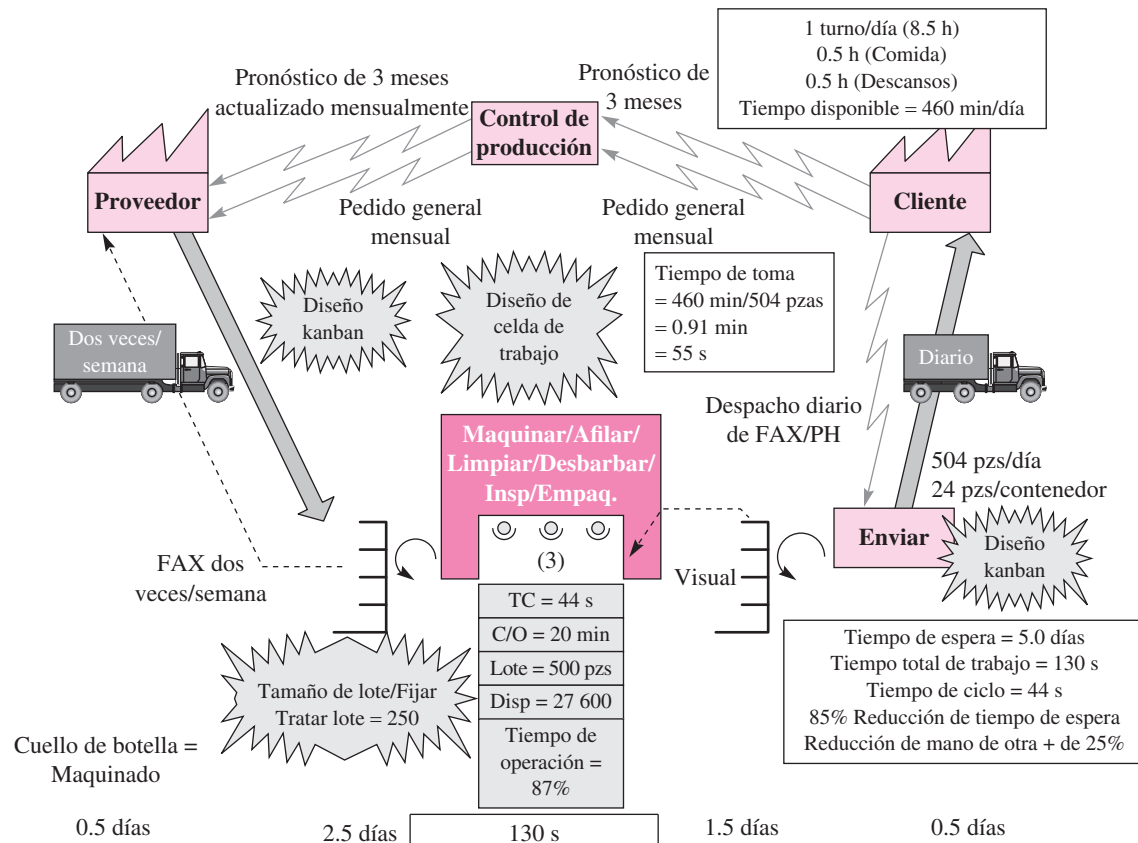 1 turno/día (8.5 h)
0.5 h (Comida)
0.5 h (Descansos)
Tiempo disponible = 460 min/día
Pronóstico de 3 meses
actualizado mensualmente
Control de
producción
Pronóstico de
3 meses
Proveedor
Cliente
Pedido general
mensual
Pedido general
mensual
Diseño
kanban
Diseño de
celda de
trabajo
Tiempo de toma
= 460 min/504 pzas
= 0.91 min
= 55 s
Dos veces/
semana
Diario
Despacho diario
de FAX/PH
504 pzs/día
24 pzs/contenedor
Maquinar/Afilar/
Limpiar/Desbarbar/
Insp/Empaq.
(3)
FAX dos
veces/semana
Visual
Enviar
Diseño
kanban
TC = 44 s
C/O = 20 min
Lote = 500 pzs
Disp = 27 600
Tiempo de
operación =
87%
Tamaño de lote/Fijar
Tratar lote = 250
Tiempo de espera = 5.0 días
Tiempo total de trabajo = 130 s
Tiempo de ciclo = 44 s
85% Reducción de tiempo de espera
Reducción de mano de otra + de 25%
Cuello de botella =
Maquinado
0.5 días
2.5 días
130 s
1.5 días
0.5 días